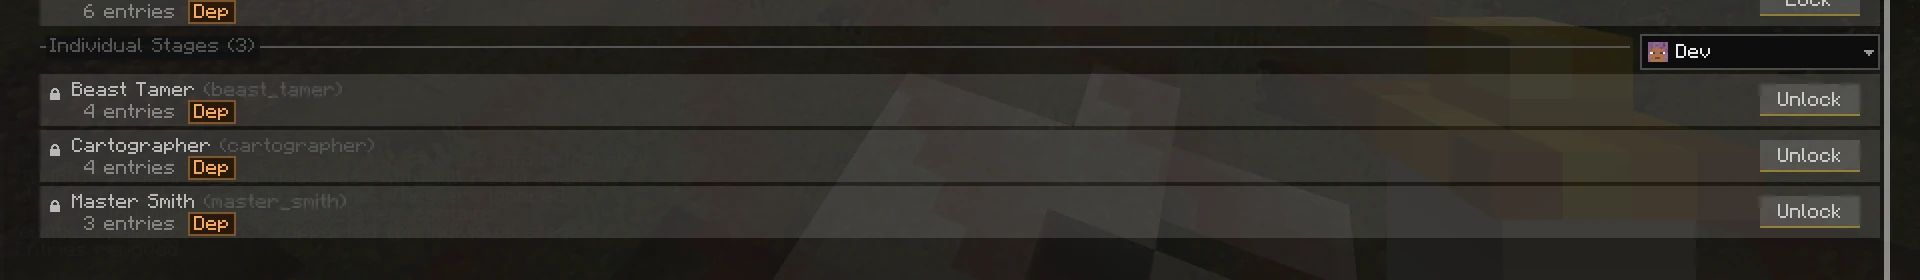 6 entries Dep Lock
Individual Stages (3) Dev
Beast Tamer (beast_tamer)
4 entries Dep Unlock
Cartographer (cartographer)
4 entries Dep Unlock
Master Smith (master_smith)
3 entries Dep Unlock